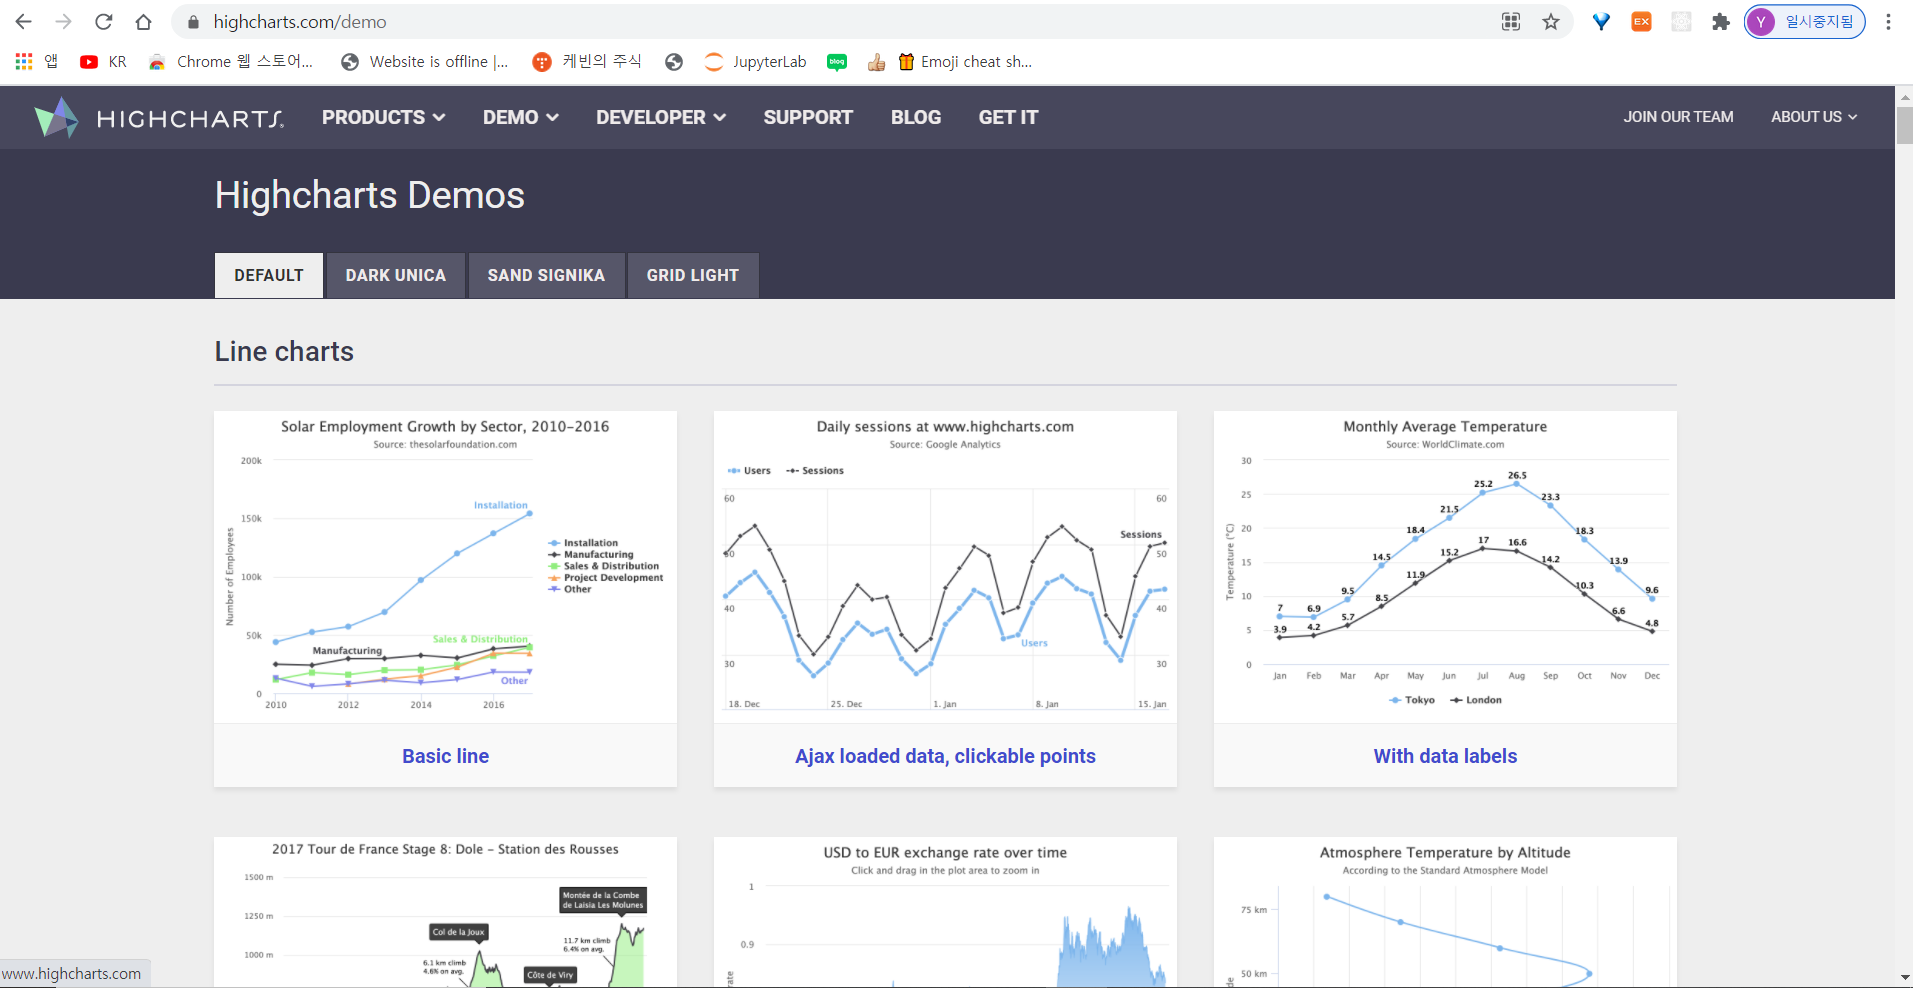 highcharts.com/demo
EX
Y
일시중지됨
앱
KR
Chrome 웹 스토어...
Website is offline |...
케빈의 주식
JupyterLab
blog
Emoji cheat sh...
HIGHCHARTS
PRODUCTS
DEMO
DEVELOPER
SUPPORT
BLOG
GET IT
JOIN OUR TEAM
ABOUT US
Highcharts Demos
DEFAULT
DARK UNICA
SAND SIGNIKA
GRID LIGHT
Line charts
Solar Employment Growth by Sector, 2010-2016
Source: thesolarfoundation.com
200k
150k
100k
50k
0
Number of Employees
Installation
Sales & Distribution
Manufacturing
Other
Installation
Manufacturing
Sales & Distribution
Project Development
Other
2010
2012
2014
2016
Basic line
Daily sessions at www.highcharts.com
Source: Google Analytics
Users
Sessions
60
60
50
50
40
40
30
30
Sessions
Users
18. Dec
25. Dec
1. Jan
8. Jan
15. Jan
Ajax loaded data, clickable points
Monthly Average Temperature
Source: WorldClimate.com
Temperature (°C)
30
25
20
15
10
5
0
7
6.9
9.5
14.5
18.4
21.5
25.2
26.5
23.3
18.3
13.9
9.6
3.9
4.2
5.7
8.5
11.9
15.2
17
16.6
14.2
10.3
6.6
4.8
Jan
Feb
Mar
Apr
May
Jun
Jul
Aug
Sep
Oct
Nov
Dec
Tokyo
London
With data labels
2017 Tour de France Stage 8: Dole - Station des Rousses
1500 m
1250 m
1000 m
Montée de la Combe
de Laisia Les Molunes
Col de la Joux
11.7 km climb
6.4% on avg.
6.1 km climb
4.6% on avg.
Côte de Viry
USD to EUR exchange rate over time
Click and drag in the plot area to zoom in
1
0.9
rate
Atmosphere Temperature by Altitude
According to the Standard Atmosphere Model
75 km
50 km
www.highcharts.com